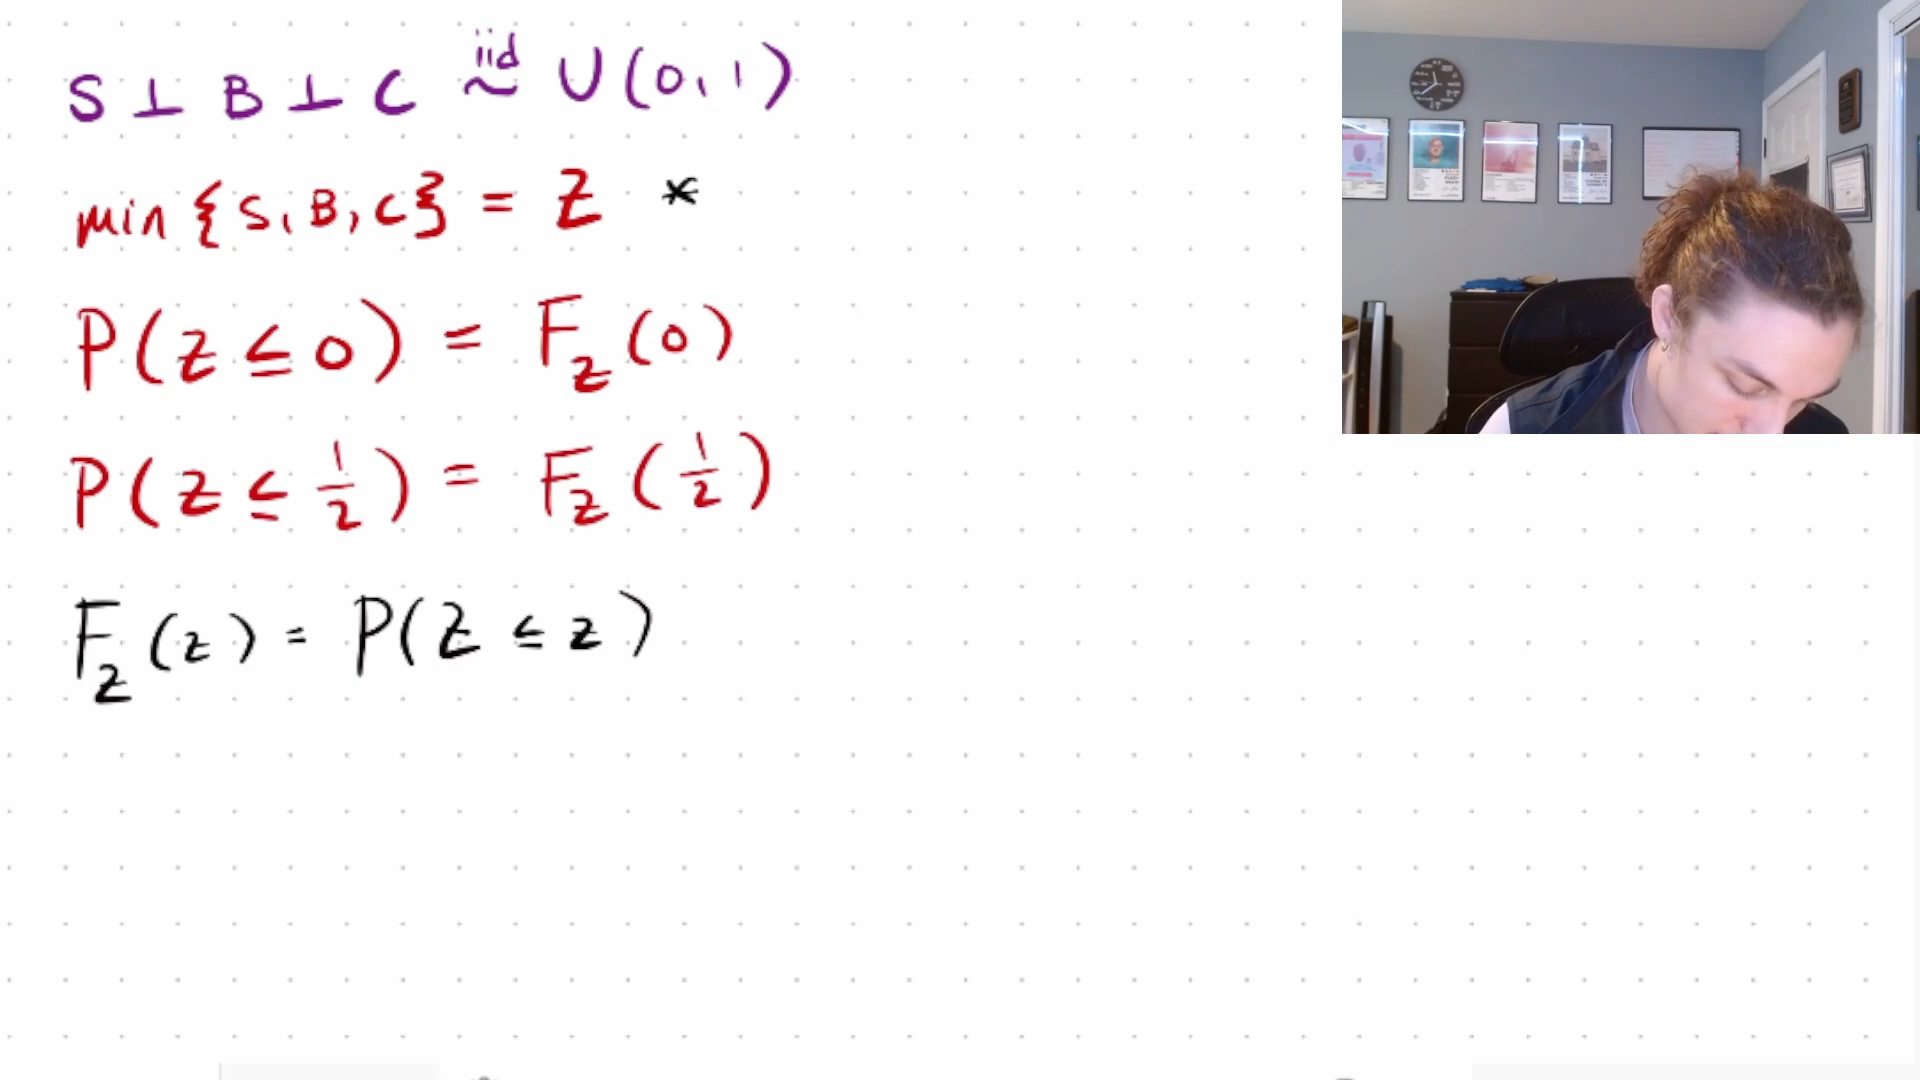 S ⊥ B ⊥ C iid ~ U(0,1)
min {S, B, C} = Z *
P(Z ≤ 0) = F_Z (0)
P(Z ≤ 1/2) = F_Z (1/2)
F_Z (z) = P(Z ≤ z)